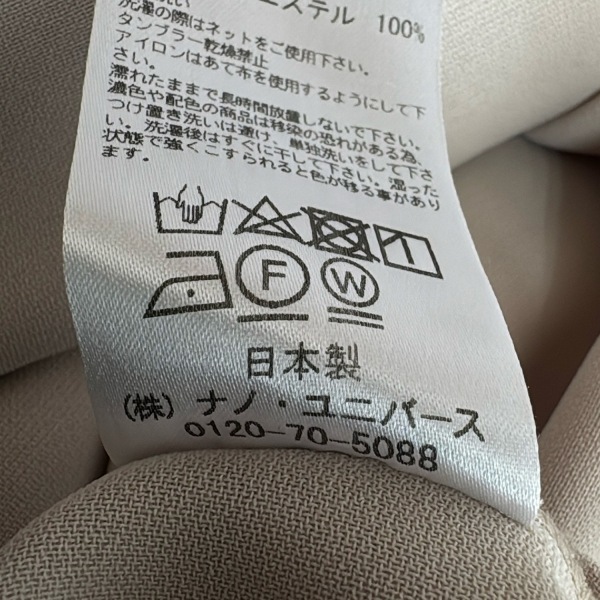 エステル 100%
洗濯の際はネットをご使用下さい。
タンブラー乾燥禁止
アイロンはあて布を使用するようにして下さい。
濡れたままで長時間放置しないで下さい。
濃色や配色の商品は移染の恐れがある為、
つけ置き洗いは避け、単独洗いをして下さ
い。洗濯後はすぐに干して下さい。湿った
状態で強くこすられると色が移る事があり
ます。
F W
日本製
(株) ナノ・ユニバース
0120-70-5088